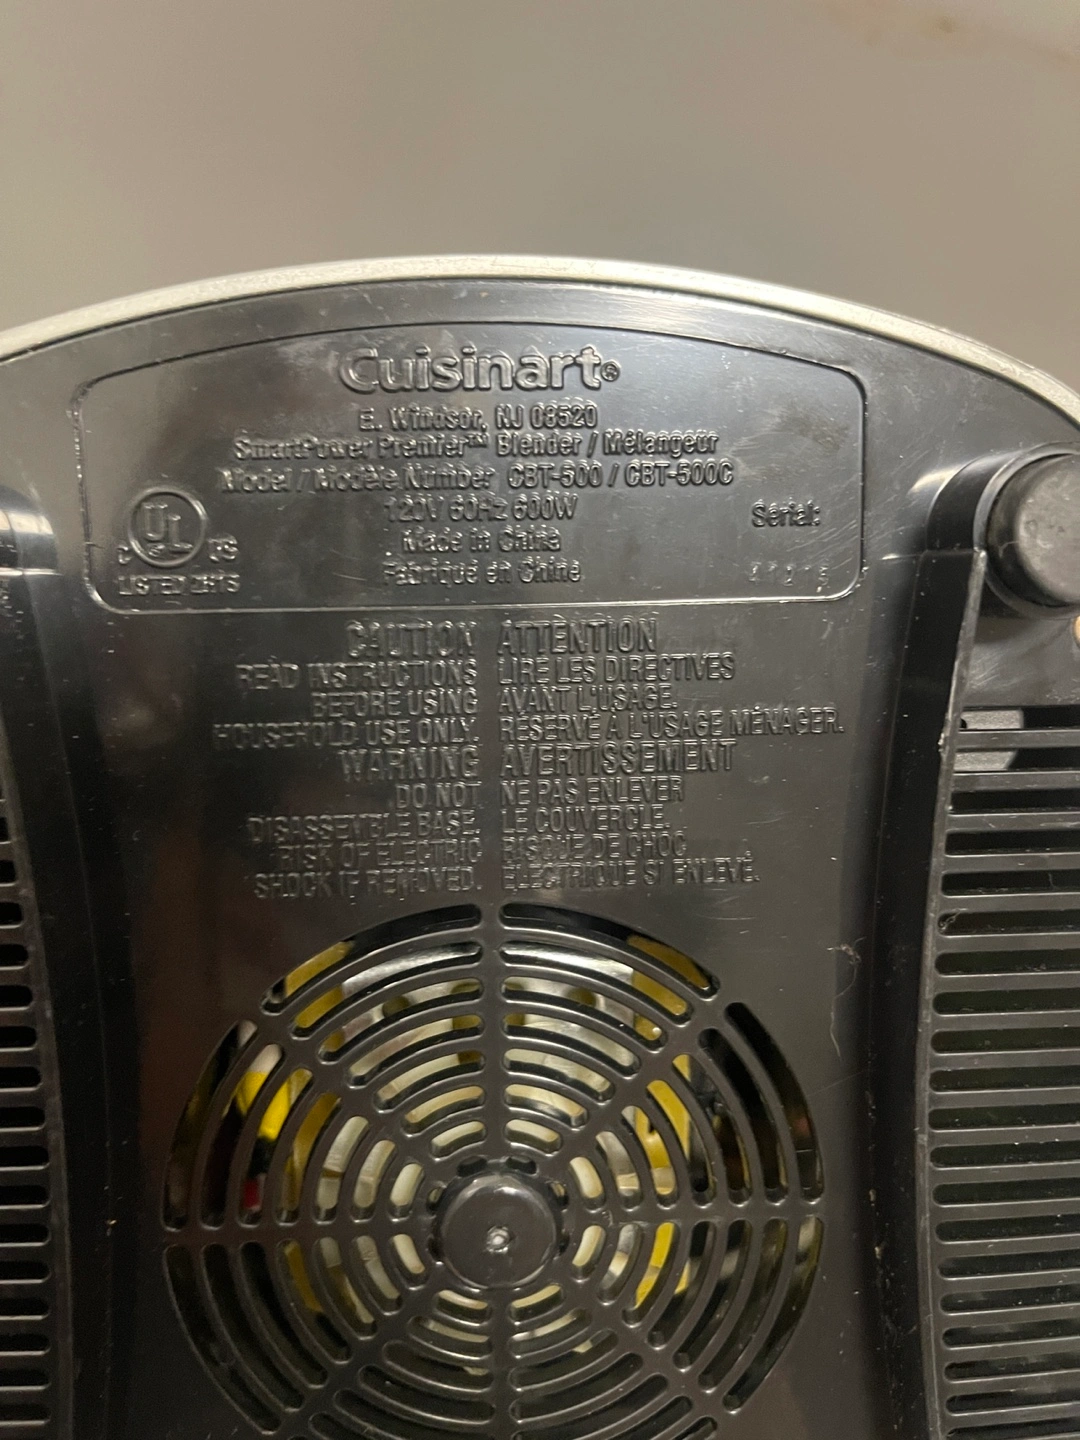 Cuisinart®
E. Windsor, NJ 08520
SmartPower Premier™ Blender / Mélangeur
Model / Modèle Number CBT-500 / CBT-500C
120V 60Hz 600W
Made in China
Fabriqué en Chine
UL
C US
LISTED
Serial:
CAUTION
READ INSTRUCTIONS
BEFORE USING
HOUSEHOLD USE ONLY.
WARNING
DO NOT
DISASSEMBLE BASE.
RISK OF ELECTRIC
SHOCK IF REMOVED.
ATTENTION
LIRE LES DIRECTIVES
AVANT L'USAGE.
RÉSERVÉ À L'USAGE MÉNAGER.
AVERTISSEMENT
NE PAS ENLEVER
LE COUVERCLE.
RISQUE DE CHOC
ÉLECTRIQUE SI ENLEVÉ.